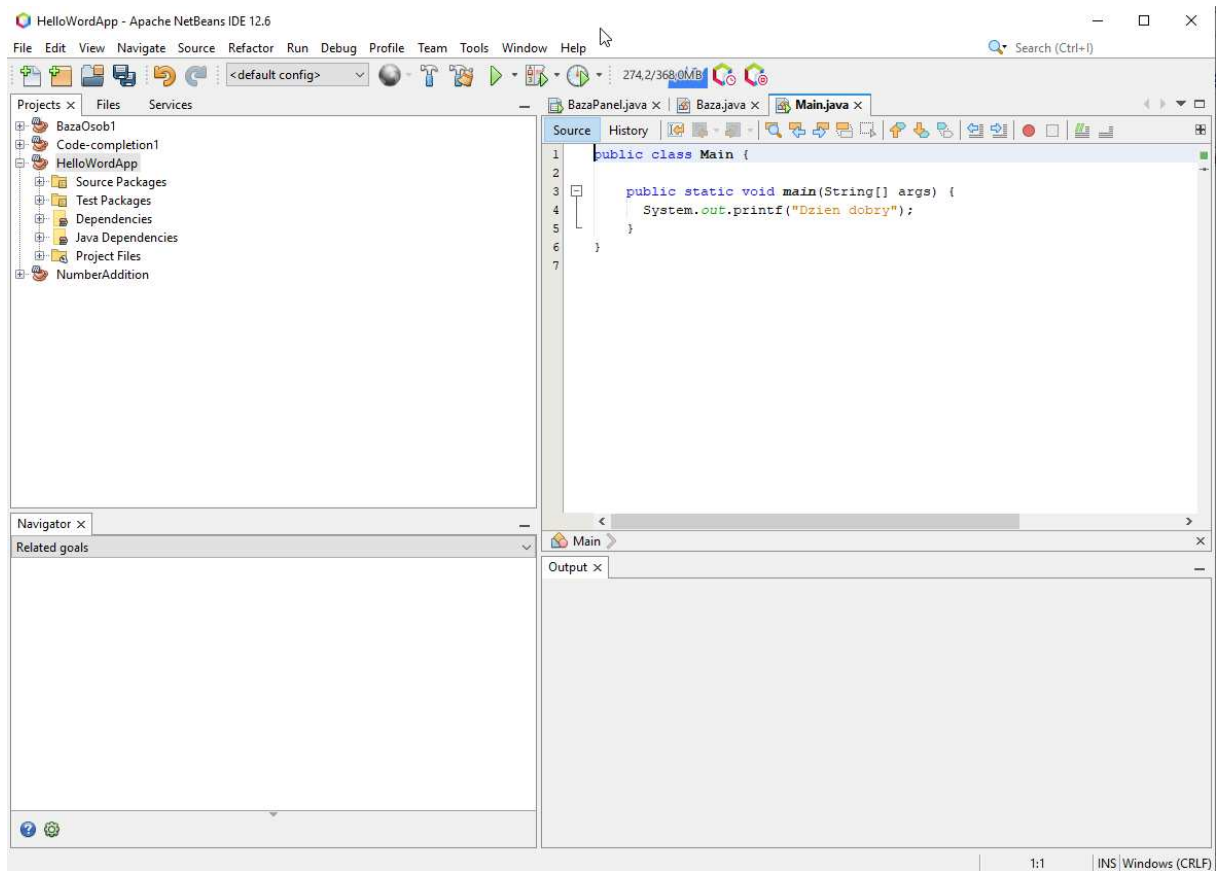 HelloWordApp - Apache NetBeans IDE 12.6
File Edit View Navigate Source Refactor Run Debug Profile Team Tools Window Help
Search (Ctrl+I)
<default config>
274,2/368,0MB
Projects
Files
Services
BazaOsob1
Code-completion1
HelloWordApp
Source Packages
Test Packages
Dependencies
Java Dependencies
Project Files
NumberAddition
BazaPanel.java
Baza.java
Main.java
Source
History
1 public class Main {
2
3 public static void main(String[] args) {
4 System.out.printf("Dzien dobry");
5 }
6 }
7
Main
Navigator
Related goals
Output
1:1
INS
Windows (CRLF)